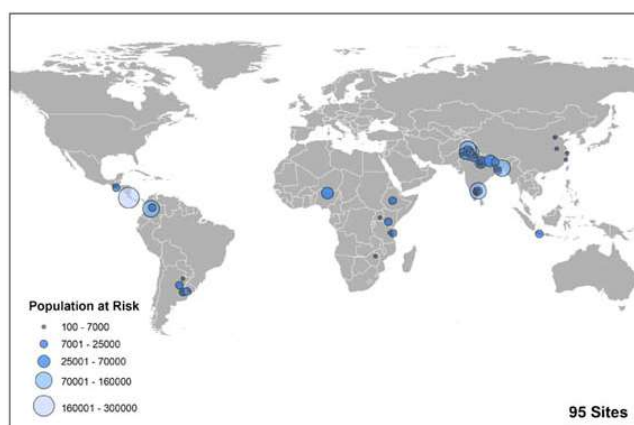 Population at Risk
100 - 7000
7001 - 25000
25001 - 70000
70001 - 160000
160001 - 300000
95 Sites